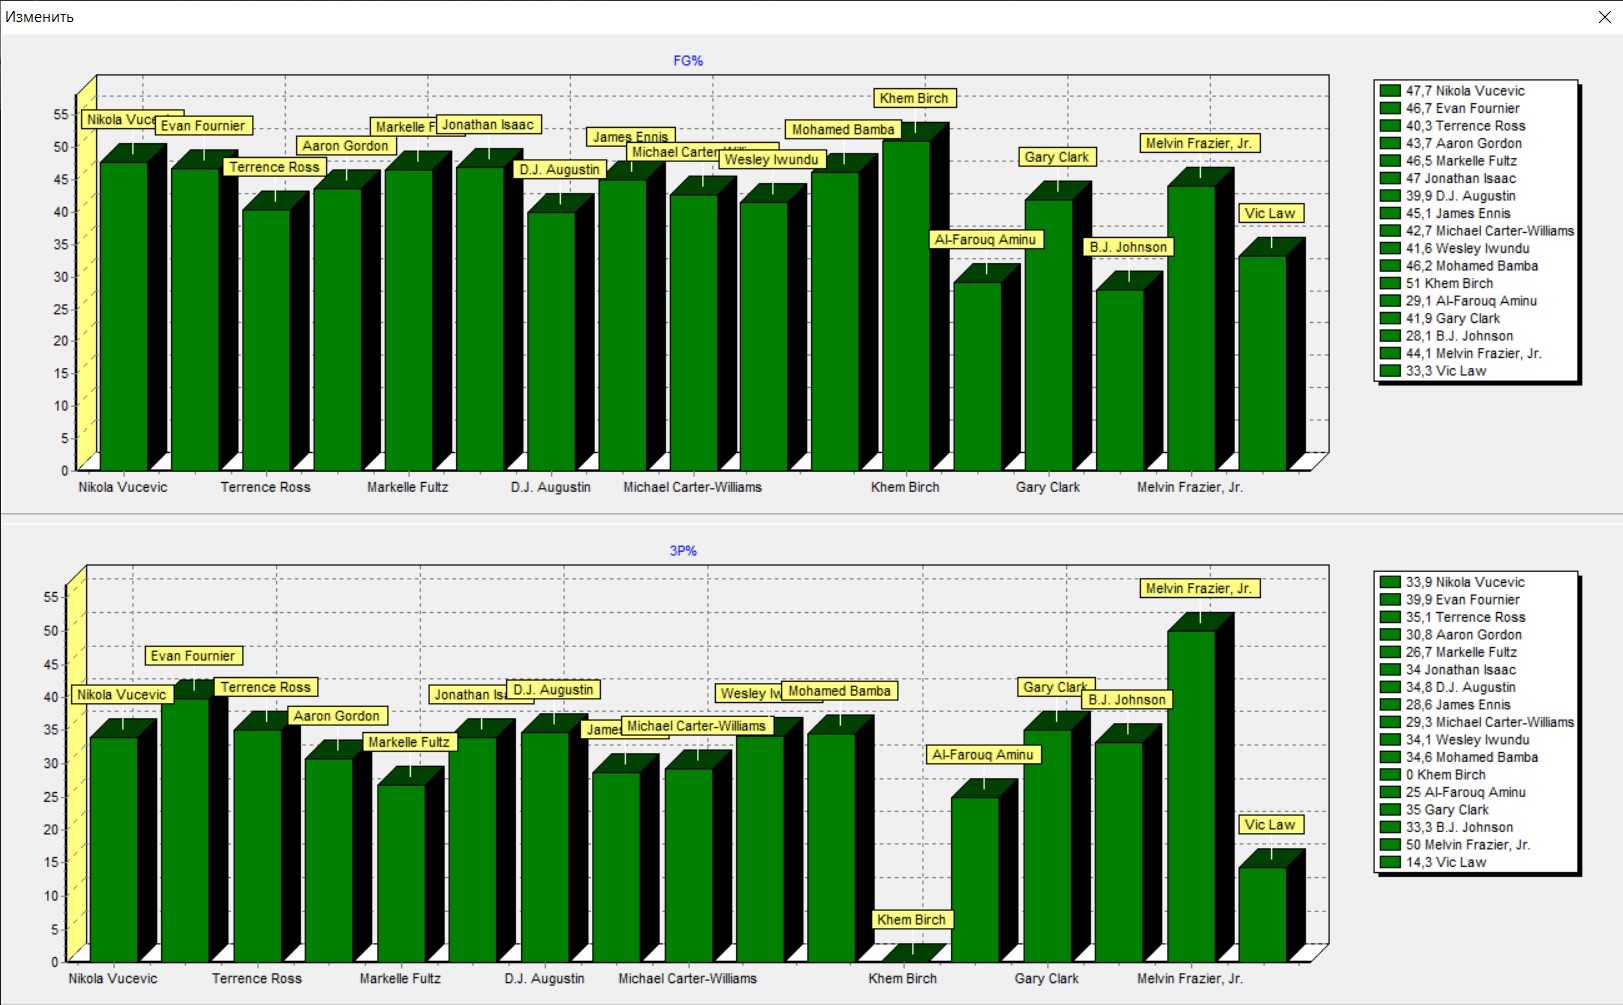 Изменить
FG%
55
50
45
40
35
30
25
20
15
10
5
0
Nikola Vuce
Evan Fournier
Terrence Ross
Aaron Gordon
Markelle F
Jonathan Isaac
D.J. Augustin
James Ennis
Michael Carter-Will
Wesley Iwundu
Mohamed Bamba
Khem Birch
Al-Farouq Aminu
Gary Clark
B.J. Johnson
Melvin Frazier, Jr.
Vic Law
Nikola Vucevic
Terrence Ross
Markelle Fultz
D.J. Augustin
Michael Carter-Williams
Khem Birch
Gary Clark
Melvin Frazier, Jr.
47,7 Nikola Vucevic
46,7 Evan Fournier
40,3 Terrence Ross
43,7 Aaron Gordon
46,5 Markelle Fultz
47 Jonathan Isaac
39,9 D.J. Augustin
45,1 James Ennis
42,7 Michael Carter-Williams
41,6 Wesley Iwundu
46,2 Mohamed Bamba
51 Khem Birch
29,1 Al-Farouq Aminu
41,9 Gary Clark
28,1 B.J. Johnson
44,1 Melvin Frazier, Jr.
33,3 Vic Law
3P%
55
50
45
40
35
30
25
20
15
10
5
0
Nikola Vucevic
Evan Fournier
Terrence Ross
Aaron Gordon
Markelle Fultz
Jonathan Is
D.J. Augustin
James
Michael Carter-Williams
Wesley Iw
Mohamed Bamba
Khem Birch
Al-Farouq Aminu
Gary Clark
B.J. Johnson
Melvin Frazier, Jr.
Vic Law
Nikola Vucevic
Terrence Ross
Markelle Fultz
D.J. Augustin
Michael Carter-Williams
Khem Birch
Gary Clark
Melvin Frazier, Jr.
33,9 Nikola Vucevic
39,9 Evan Fournier
35,1 Terrence Ross
30,8 Aaron Gordon
26,7 Markelle Fultz
34 Jonathan Isaac
34,8 D.J. Augustin
28,6 James Ennis
29,3 Michael Carter-Williams
34,1 Wesley Iwundu
34,6 Mohamed Bamba
0 Khem Birch
25 Al-Farouq Aminu
35 Gary Clark
33,3 B.J. Johnson
50 Melvin Frazier, Jr.
14,3 Vic Law